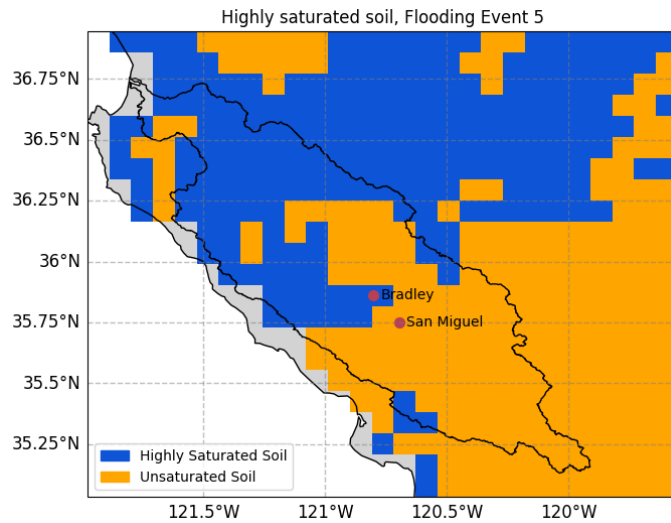 Highly saturated soil, Flooding Event 5
36.75°N
36.5°N
36.25°N
36°N
35.75°N
35.5°N
35.25°N
Bradley
San Miguel
Highly Saturated Soil
Unsaturated Soil
121.5°W
121°W
120.5°W
120°W